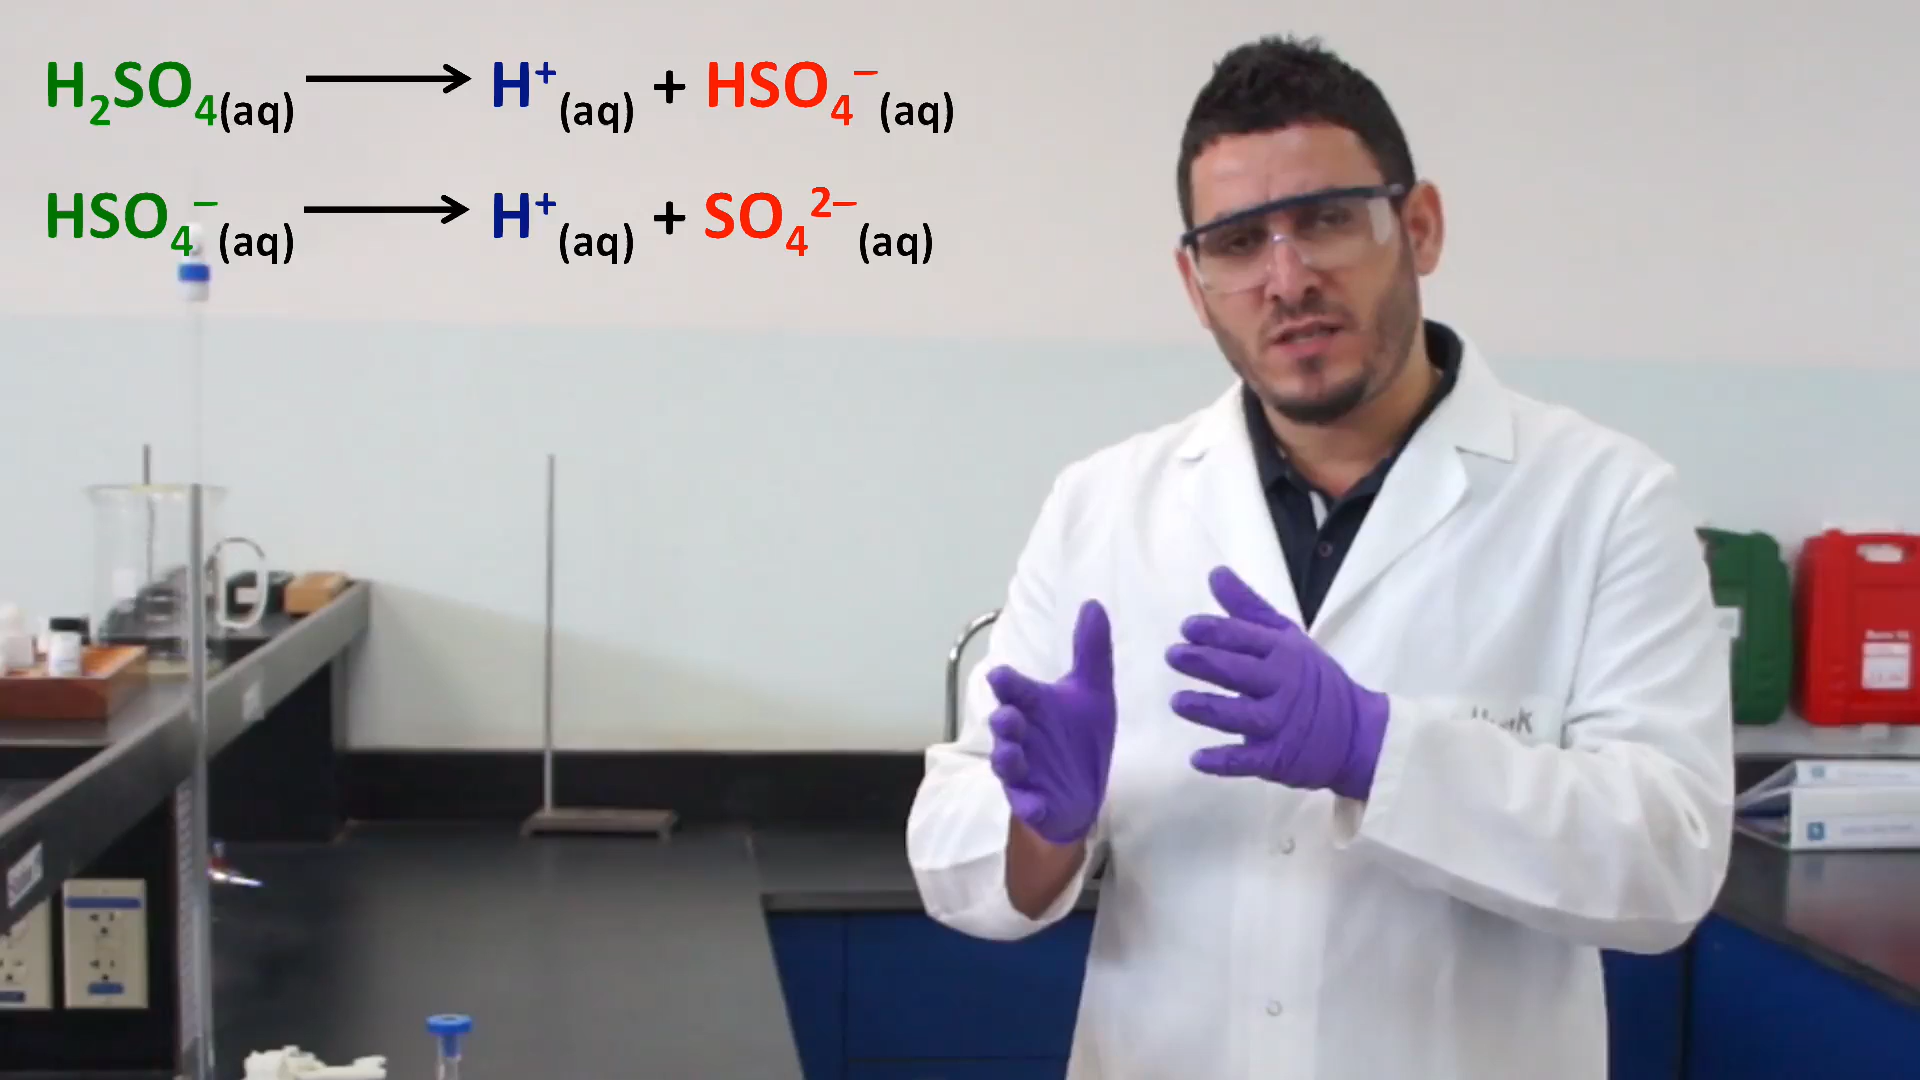 H₂SO₄(aq) ⟶ H⁺(aq) + HSO₄⁻(aq)
HSO₄⁻(aq) ⟶ H⁺(aq) + SO₄²⁻(aq)